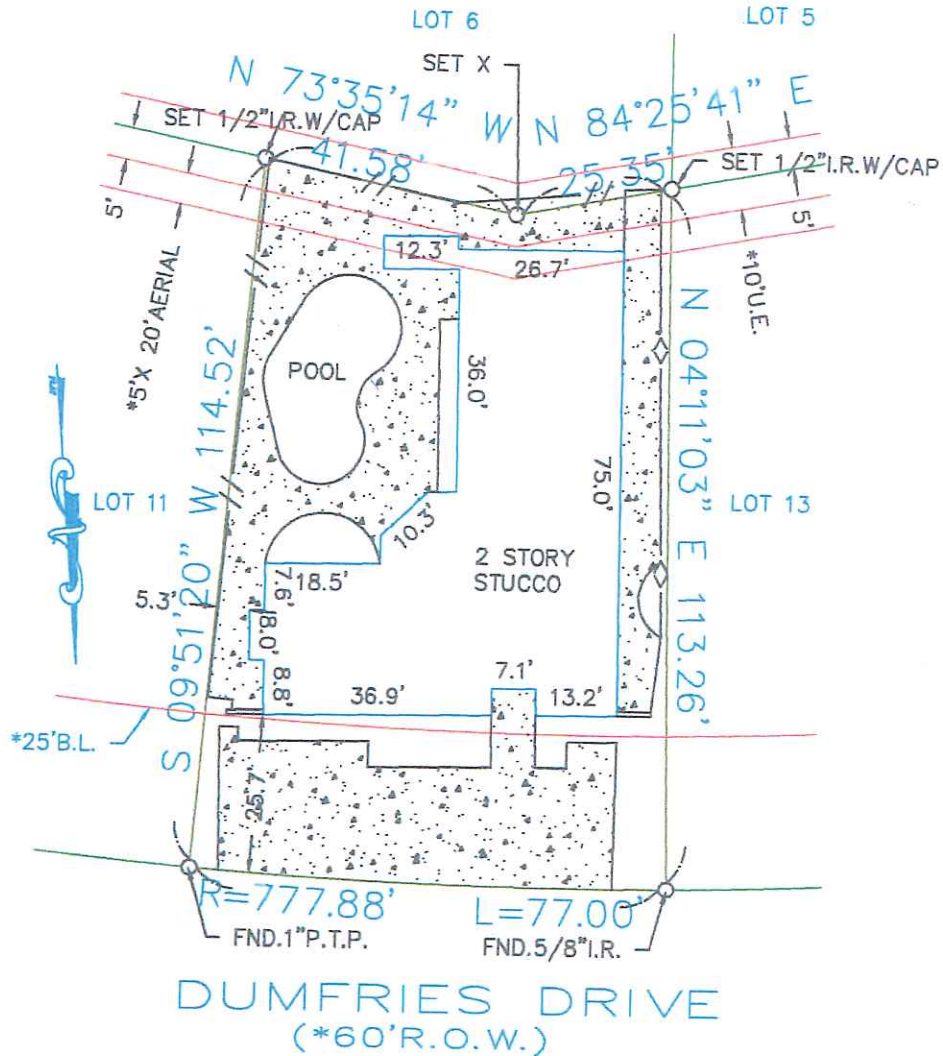 LOT 6
LOT 5
SET X
N 73°35'14" W
N 84°25'41" E
SET 1/2"I.R.W/CAP
41.58'
25.35'
SET 1/2"I.R.W/CAP
5'
5'
*5'X 20'AERIAL
*10'U.E.
12.3'
26.7'
POOL
36.0'
75.0'
S 09°51'20" W 114.52'
N 04°11'03" E 113.26'
LOT 11
LOT 13
10.3'
2 STORY
STUCCO
18.5'
7.6'
5.3'
8.0'
8.8'
36.9'
7.1'
13.2'
*25'B.L.
25.7'
R=777.88'
L=77.00'
FND.1"P.T.P.
FND.5/8"I.R.
DUMFRIES DRIVE
(*60'R.O.W.)